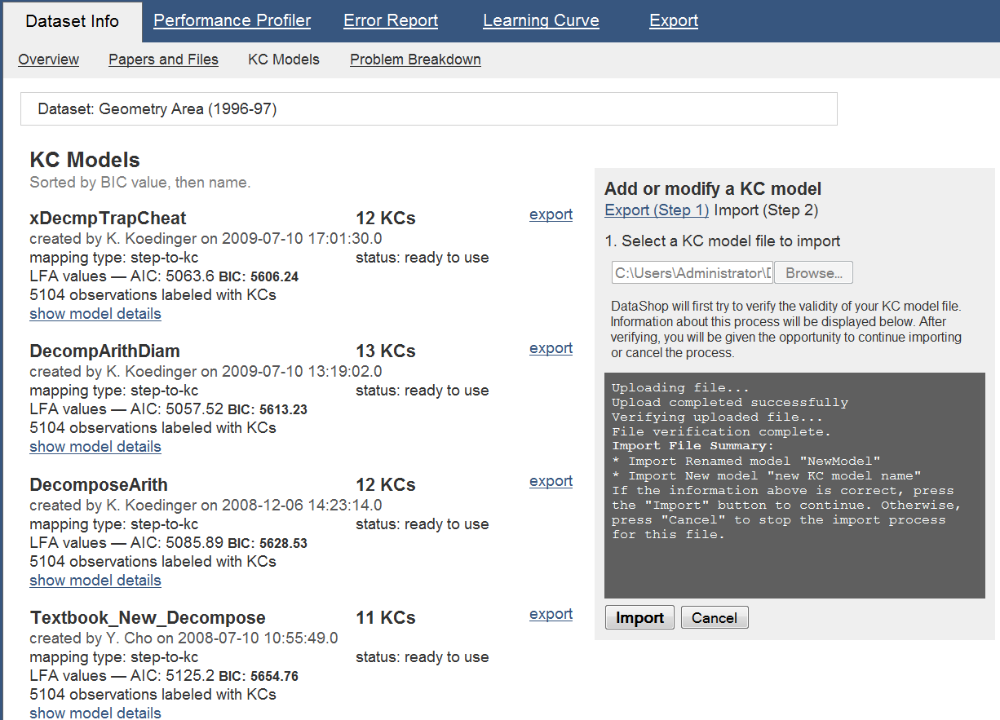 Dataset Info Performance Profiler Error Report Learning Curve Export
Overview Papers and Files KC Models Problem Breakdown
Dataset: Geometry Area (1996-97)
KC Models
Sorted by BIC value, then name.
xDecmpTrapCheat 12 KCs export
created by K. Koedinger on 2009-07-10 17:01:30.0
mapping type: step-to-kc status: ready to use
LFA values — AIC: 5063.6 BIC: 5606.24
5104 observations labeled with KCs
show model details
DecompArithDiam 13 KCs export
created by K. Koedinger on 2009-07-10 13:19:02.0
mapping type: step-to-kc status: ready to use
LFA values — AIC: 5057.52 BIC: 5613.23
5104 observations labeled with KCs
show model details
DecomposeArith 12 KCs export
created by K. Koedinger on 2008-12-06 14:23:14.0
mapping type: step-to-kc status: ready to use
LFA values — AIC: 5085.89 BIC: 5628.53
5104 observations labeled with KCs
show model details
Textbook_New_Decompose 11 KCs export
created by Y. Cho on 2008-07-10 10:55:49.0
mapping type: step-to-kc status: ready to use
LFA values — AIC: 5125.2 BIC: 5654.76
5104 observations labeled with KCs
show model details
Add or modify a KC model
Export (Step 1) Import (Step 2)
1. Select a KC model file to import
C:\Users\Administrator\D Browse...
DataShop will first try to verify the validity of your KC model file.
Information about this process will be displayed below. After
verifying, you will be given the opportunity to continue importing
or cancel the process.
Uploading file...
Upload completed successfully
Verifying uploaded file...
File verification complete.
Import File Summary:
* Import Renamed model "NewModel"
* Import New model "new KC model name"
If the information above is correct, press
the "Import" button to continue. Otherwise,
press "Cancel" to stop the import process
for this file.
Import Cancel